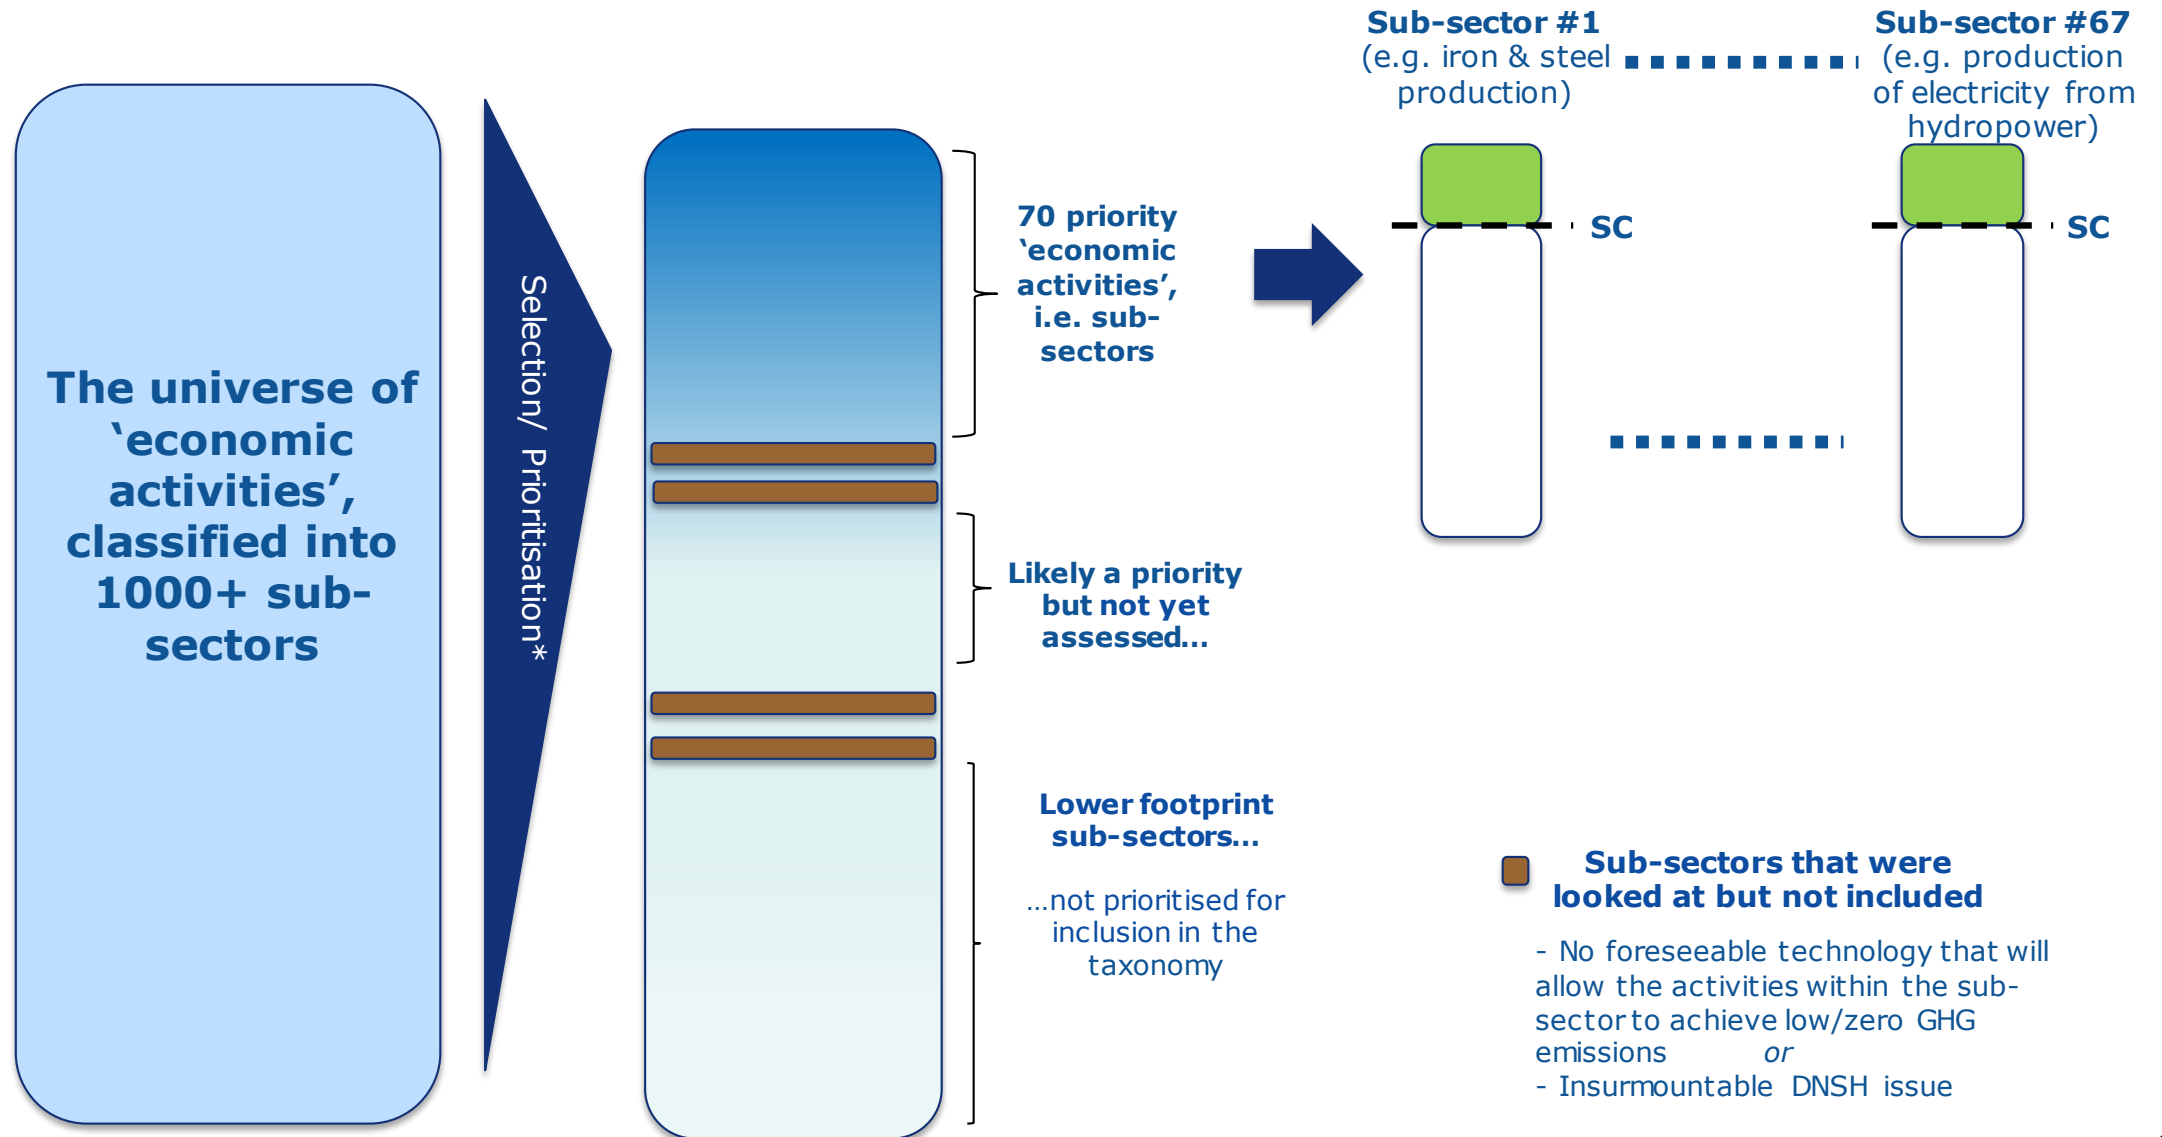 The universe of
‘economic
activities’,
classified into
1000+ sub-
sectors
Selection/ Prioritisation*
70 priority
‘economic
activities’,
i.e. sub-
sectors
Likely a priority
but not yet
assessed...
Lower footprint
sub-sectors...
...not prioritised for
inclusion in the
taxonomy
Sub-sector #1
(e.g. iron & steel
production)
SC
Sub-sector #67
(e.g. production
of electricity from
hydropower)
SC
Sub-sectors that were
looked at but not included
- No foreseeable technology that will
allow the activities within the sub-
sector to achieve low/zero GHG
emissions or
- Insurmountable DNSH issue